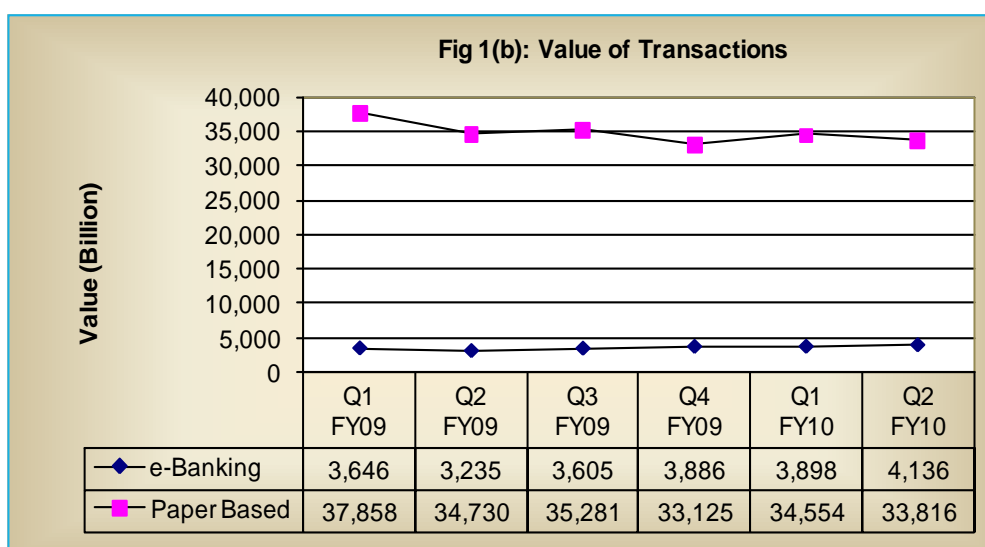 Fig 1(b): Value of Transactions
Value (Billion)
40,000
35,000
30,000
25,000
20,000
15,000
10,000
5,000
0
Q1 Q2 Q3 Q4 Q1 Q2
FY09 FY09 FY09 FY09 FY10 FY10
e-Banking 3,646 3,235 3,605 3,886 3,898 4,136
Paper Based 37,858 34,730 35,281 33,125 34,554 33,816